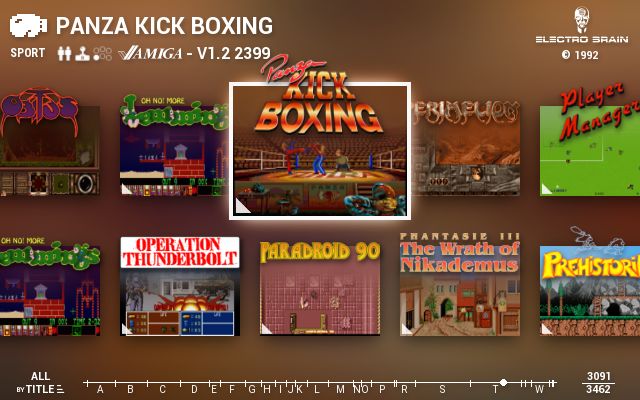 PANZA KICK BOXING
SPORT
AMIGA - V1.2 2399
ELECTRO BRAIN
© 1992
OH NO! MORE
Lemmings
Panza
KICK
BOXING
Player
Manager
OH NO! MORE
OPERATION
THUNDERBOLT
PARADROID 90
PHANTASIE III
The Wrath of
Nikademus
PREHISTORIK
ALL
BY TITLE
A B C D E F G H I J K L M N O P R S T W
3091
3462